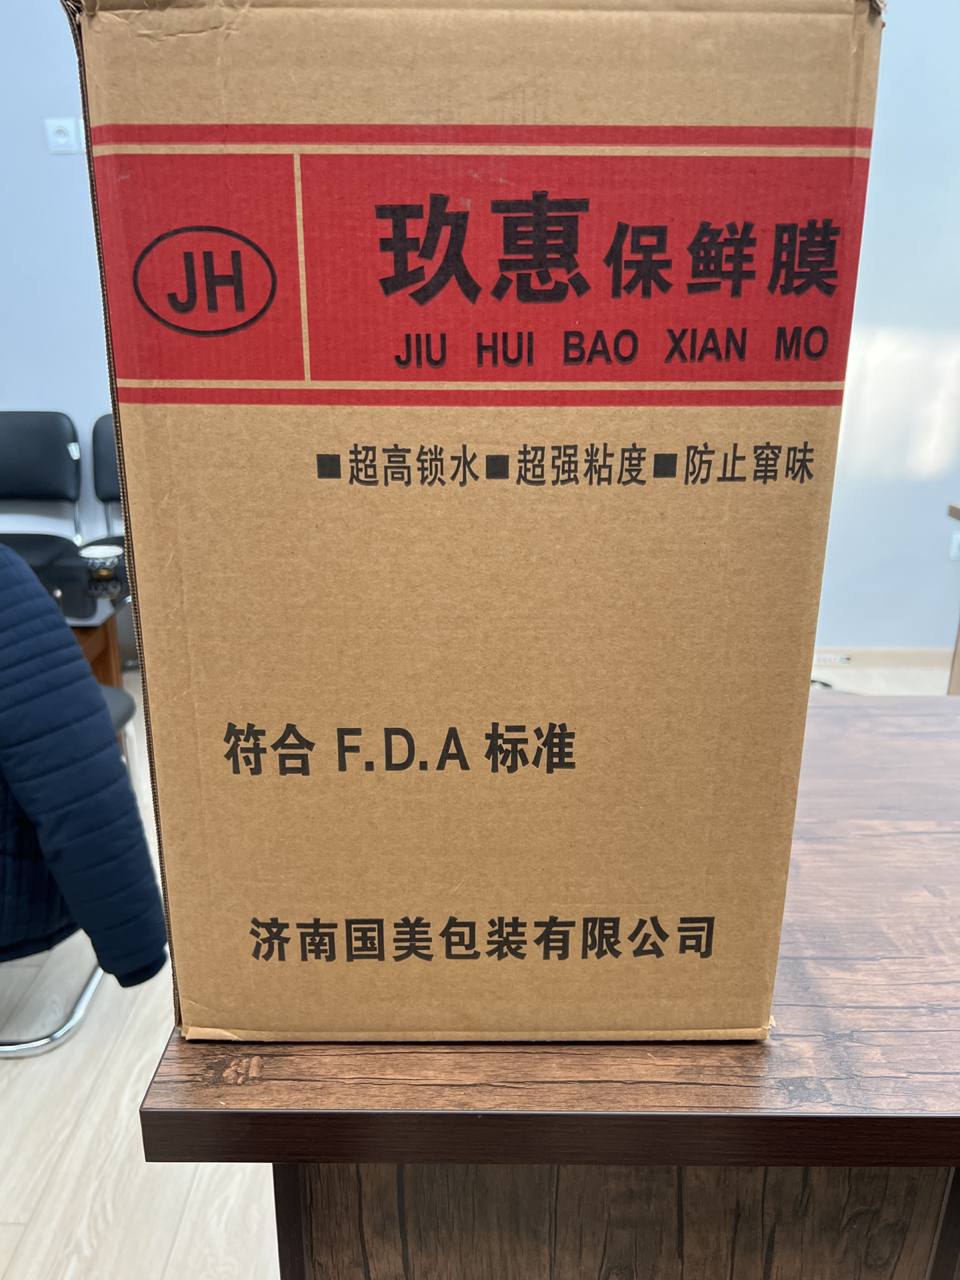 JH
玖惠保鲜膜
JIU HUI BAO XIAN MO
■超高锁水■超强粘度■防止窜味
符合 F.D.A 标准
济南国美包装有限公司